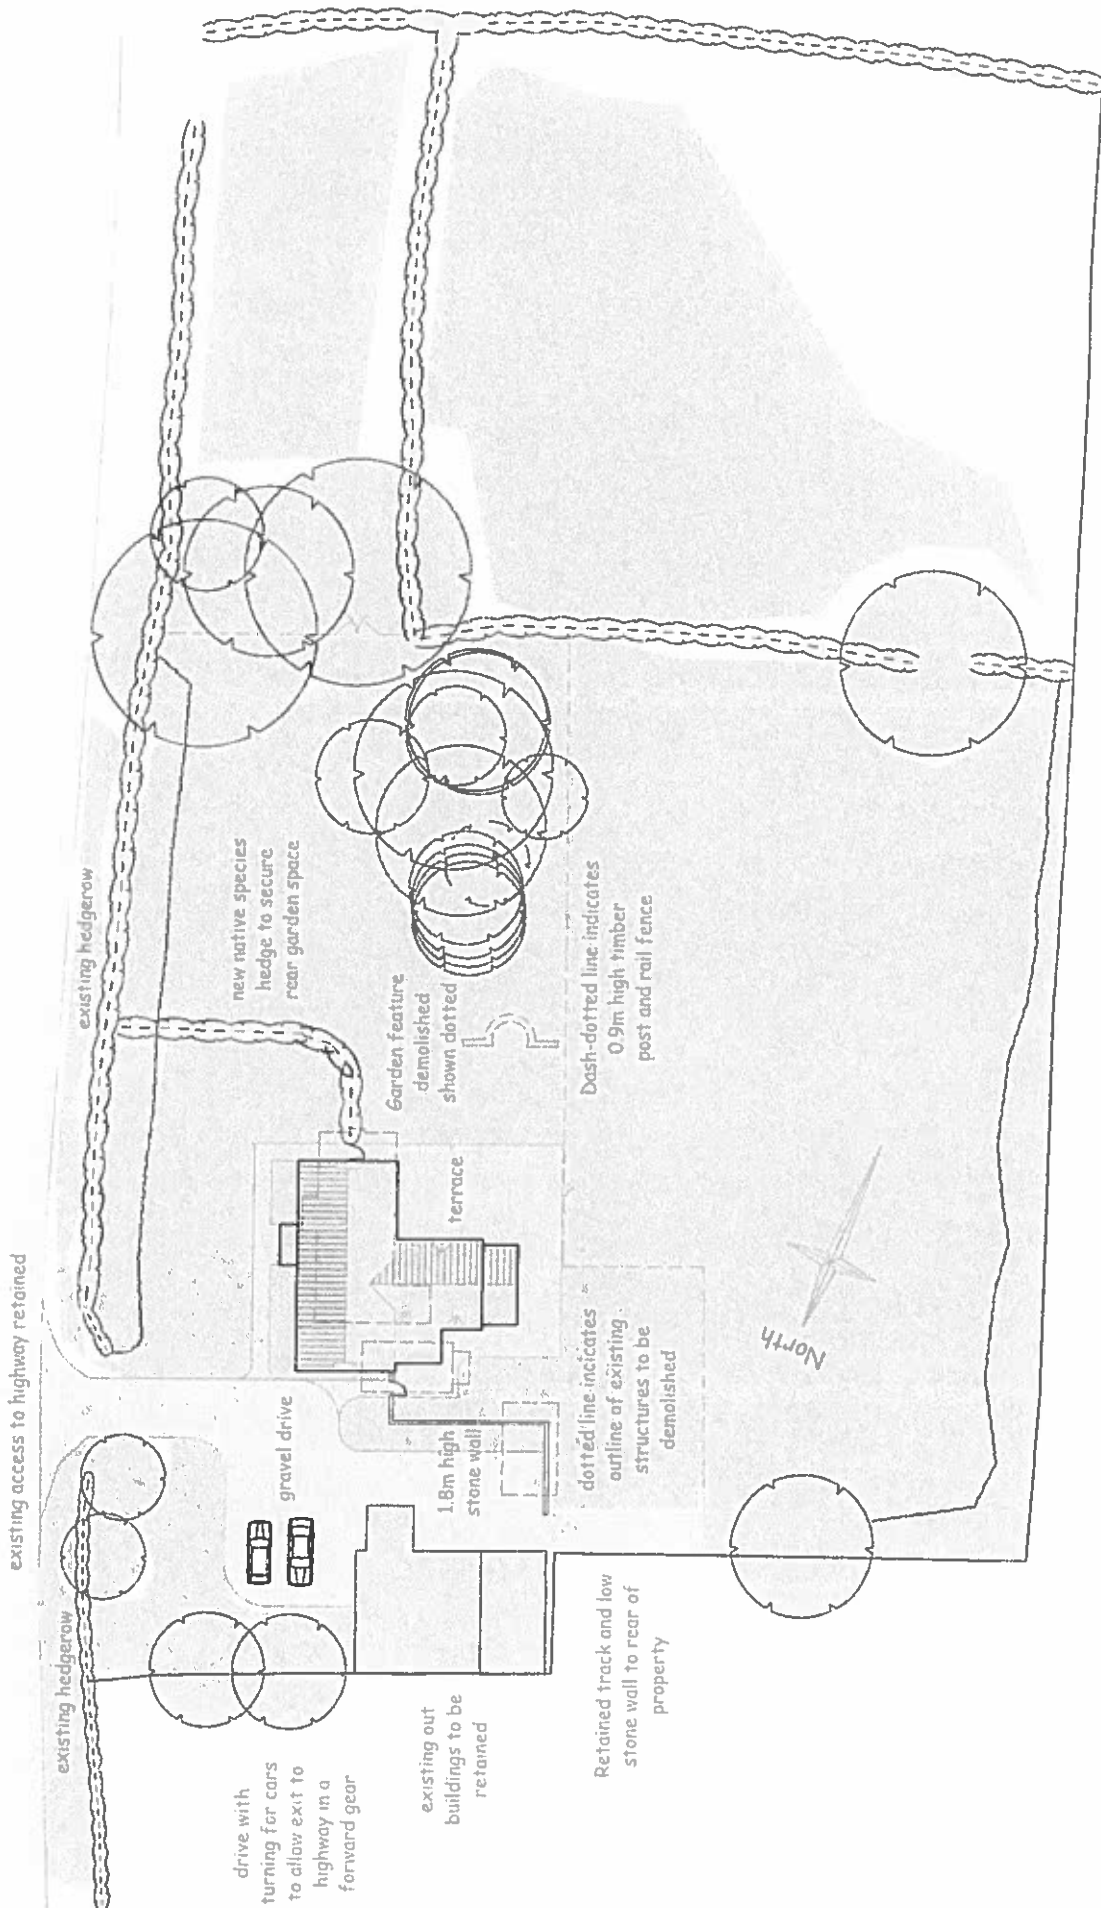 existing access to highway retained
existing hedgerow
existing hedgerow
drive with
turning for cars
to allow exit to
highway in a
forward gear
gravel drive
new native species
hedge to secure
rear garden space
Garden feature
demolished
shown dotted
terrace
1.8m high
stone wall
existing out
buildings to be
retained
Dash-dotted line indicates
0.9m high timber
post and rail fence
dotted line incicates
outline of existing
structures to be
demolished
Retained track and low
stone wall to rear of
property
North